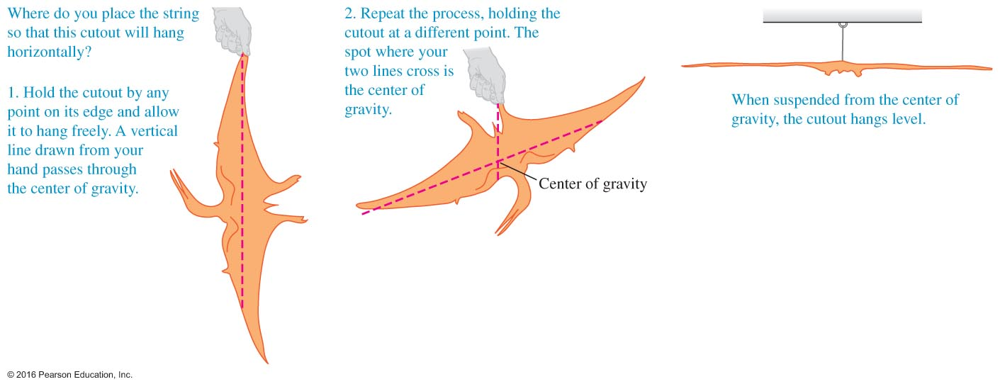 Where do you place the string
so that this cutout will hang
horizontally?
1. Hold the cutout by any
point on its edge and allow
it to hang freely. A vertical
line drawn from your
hand passes through
the center of gravity.
2. Repeat the process, holding the
cutout at a different point. The
spot where your
two lines cross is
the center of
gravity.
Center of gravity
When suspended from the center of
gravity, the cutout hangs level.
© 2016 Pearson Education, Inc.